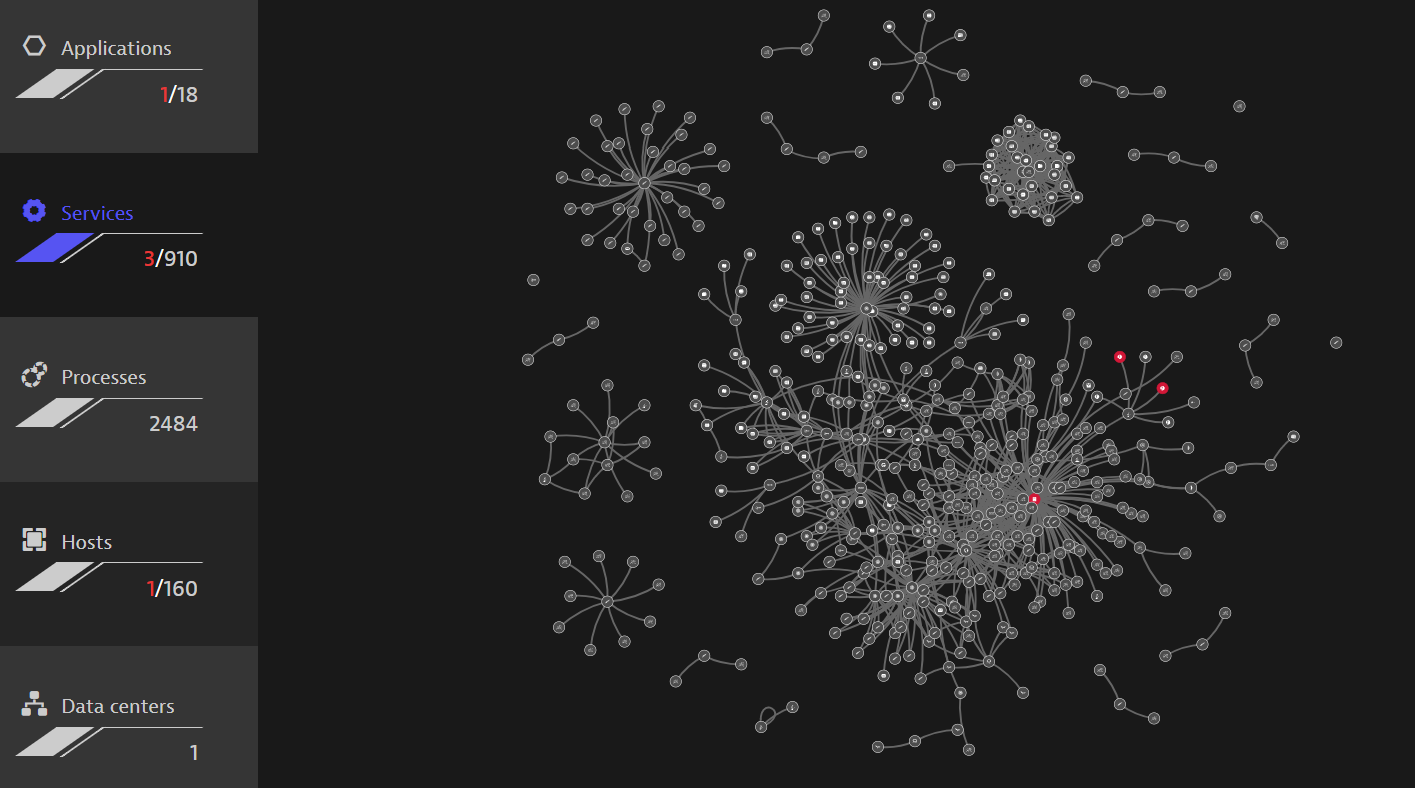 Applications
1/18
Services
3/910
Processes
2484
Hosts
1/160
Data centers
1